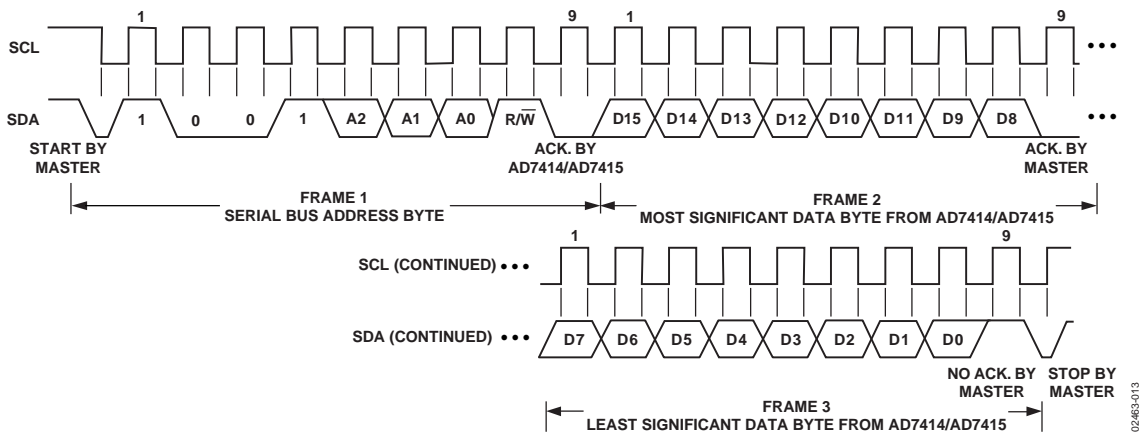 1 9 1 9
SCL
SDA 1 0 0 1 A2 A1 A0 R/W̅ D15 D14 D13 D12 D10 D11 D9 D8
START BY MASTER
ACK. BY AD7414/AD7415
ACK. BY MASTER
FRAME 1
SERIAL BUS ADDRESS BYTE
FRAME 2
MOST SIGNIFICANT DATA BYTE FROM AD7414/AD7415
1 9
SCL (CONTINUED)
SDA (CONTINUED) D7 D6 D5 D4 D3 D2 D1 D0
NO ACK. BY MASTER
STOP BY MASTER
FRAME 3
LEAST SIGNIFICANT DATA BYTE FROM AD7414/AD7415
02463-013